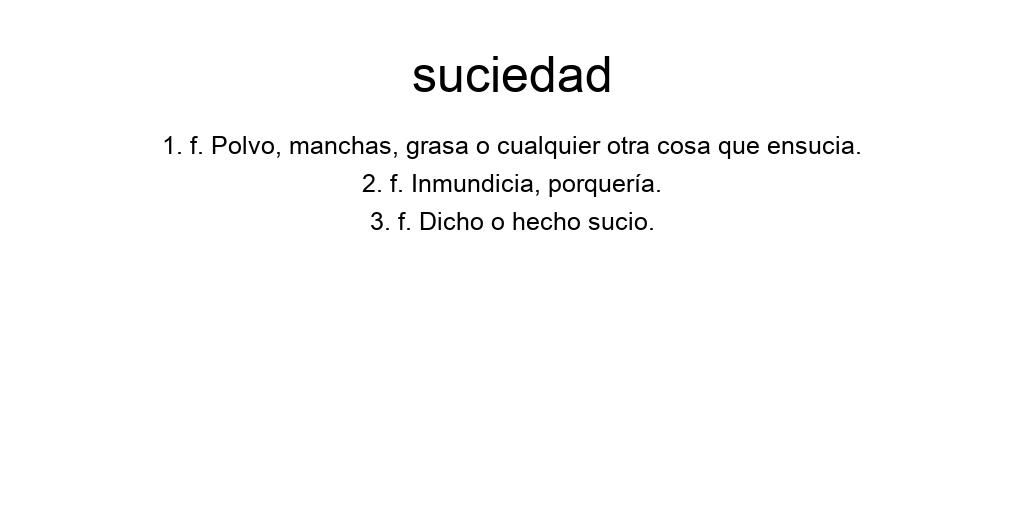 suciedad
1. f. Polvo, manchas, grasa o cualquier otra cosa que ensucia.
2. f. Inmundicia, porquería.
3. f. Dicho o hecho sucio.